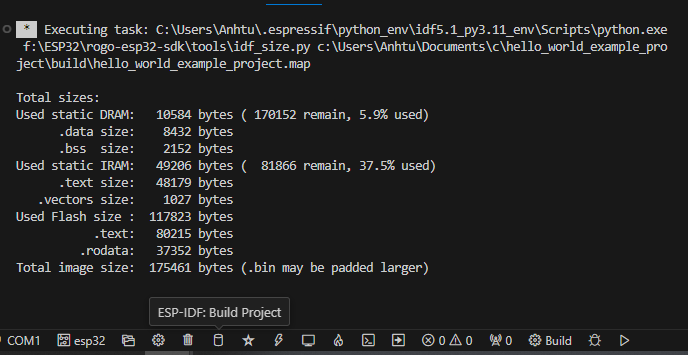 * Executing task: C:\Users\Anhtu\.espressif\python_env\idf5.1_py3.11_env\Scripts\python.exe
f:\ESP32\rogo-esp32-sdk\tools\idf_size.py c:\Users\Anhtu\Documents\c\hello_world_example_pro
ject\build\hello_world_example_project.map
Total sizes:
Used static DRAM:   10584 bytes ( 170152 remain, 5.9% used)
      .data size:    8432 bytes
      .bss  size:    2152 bytes
Used static IRAM:   49206 bytes (  81866 remain, 37.5% used)
      .text size:   48179 bytes
   .vectors size:    1027 bytes
Used Flash size :  117823 bytes
           .text:   80215 bytes
         .rodata:   37352 bytes
Total image size:  175461 bytes (.bin may be padded larger)
ESP-IDF: Build Project
COM1 esp32 0 0 0 Build